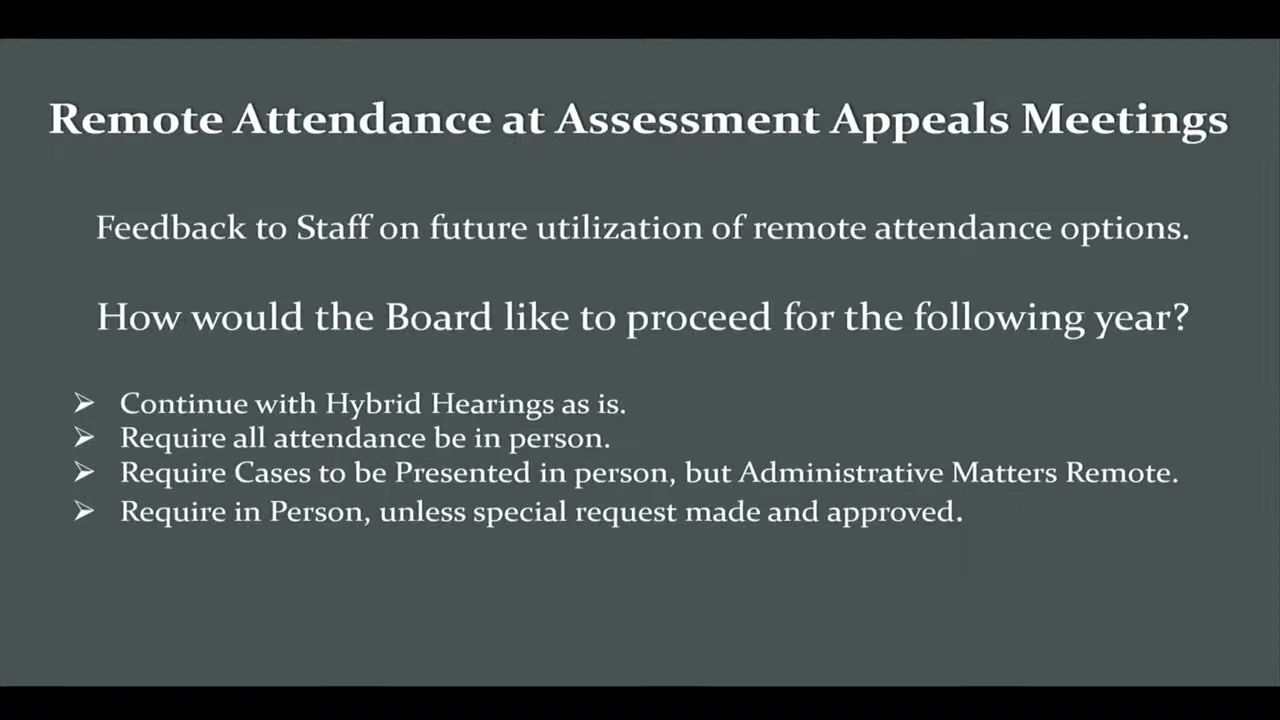 Remote Attendance at Assessment Appeals Meetings
Feedback to Staff on future utilization of remote attendance options.
How would the Board like to proceed for the following year?
➢ Continue with Hybrid Hearings as is.
➢ Require all attendance be in person.
➢ Require Cases to be Presented in person, but Administrative Matters Remote.
➢ Require in Person, unless special request made and approved.